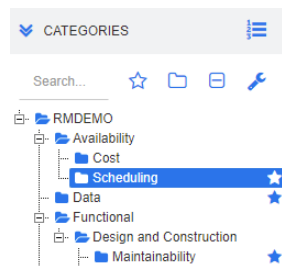 CATEGORIES
Search...
RMDEMO
Availability
Cost
Scheduling
Data
Functional
Design and Construction
Maintainability